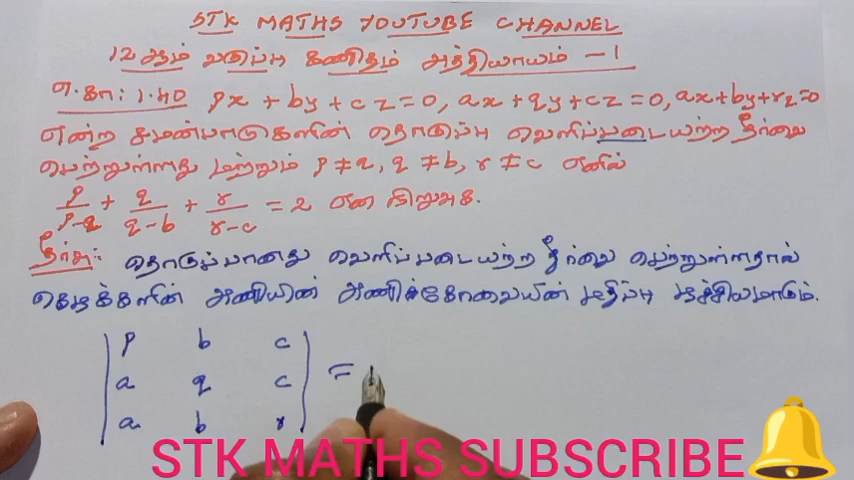 STK MATHS YOUTUBE CHANNEL
12 ஆம் வகுப்பு கணிதம் அத்தியாயம் - 1
எ.கா: 1.40 px + by + cz = 0, ax + qy + cz = 0, ax + by + rz = 0
என்ற சமன்பாடுகளின் தொகுப்பு வெளிப்படையற்ற தீர்வை
பெற்றுள்ளது மற்றும் p ≠ a, q ≠ b, r ≠ c எனில்
p/p-a + q/q-b + r/r-c = 2 என நிறுவுக.
தீர்வு: தொகுப்பானது வெளிப்படையற்ற தீர்வை பெற்றுள்ளதால்
கெழுக்களின் அணியின் அணிக்கோவையின் மதிப்பு பூச்சியமாகும்.
| p b c |
| a q c | =
| a b r |
STK MATHS SUBSCRIBE